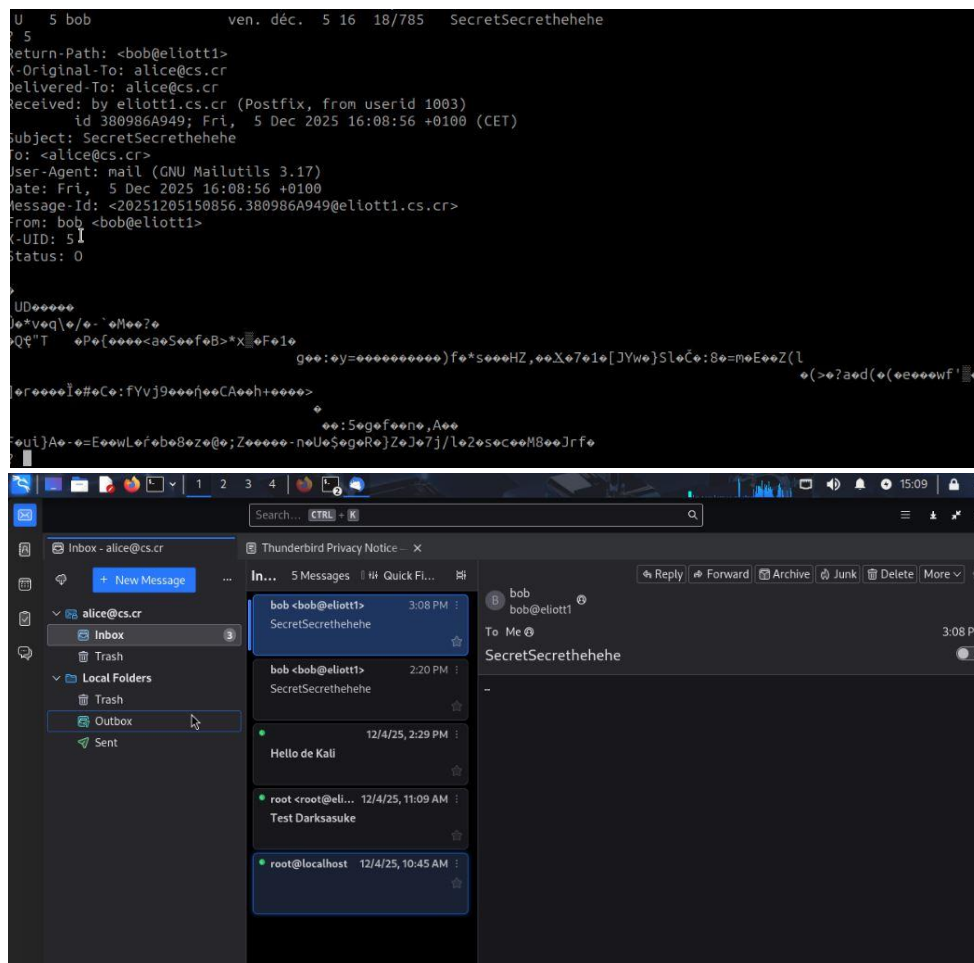 U 5 bob ven. déc. 5 16 18/785 SecretSecrethehehe
? 5
Return-Path: <bob@eliott1>
X-Original-To: alice@cs.cr
Delivered-To: alice@cs.cr
Received: by eliott1.cs.cr (Postfix, from userid 1003)
id 380986A949; Fri, 5 Dec 2025 16:08:56 +0100 (CET)
Subject: SecretSecrethehehe
To: <alice@cs.cr>
User-Agent: mail (GNU Mailutils 3.17)
Date: Fri, 5 Dec 2025 16:08:56 +0100
Message-Id: <20251205150856.380986A949@eliott1.cs.cr>
From: bob <bob@eliott1>
X-UID: 5
Status: O
1 2 3 4
15:09
Search... CTRL + K
Inbox - alice@cs.cr
Thunderbird Privacy Notice –
+ New Message
alice@cs.cr
Inbox 3
Trash
Local Folders
Trash
Outbox
Sent
In... 5 Messages Quick Fi...
bob <bob@eliott1> 3:08 PM
SecretSecrethehehe
bob <bob@eliott1> 2:20 PM
SecretSecrethehehe
12/4/25, 2:29 PM
Hello de Kali
root <root@eli... 12/4/25, 11:09 AM
Test Darksasuke
root@localhost 12/4/25, 10:45 AM
Reply Forward Archive Junk Delete More
B bob
bob@eliott1
To Me 3:08 P
SecretSecrethehehe
–